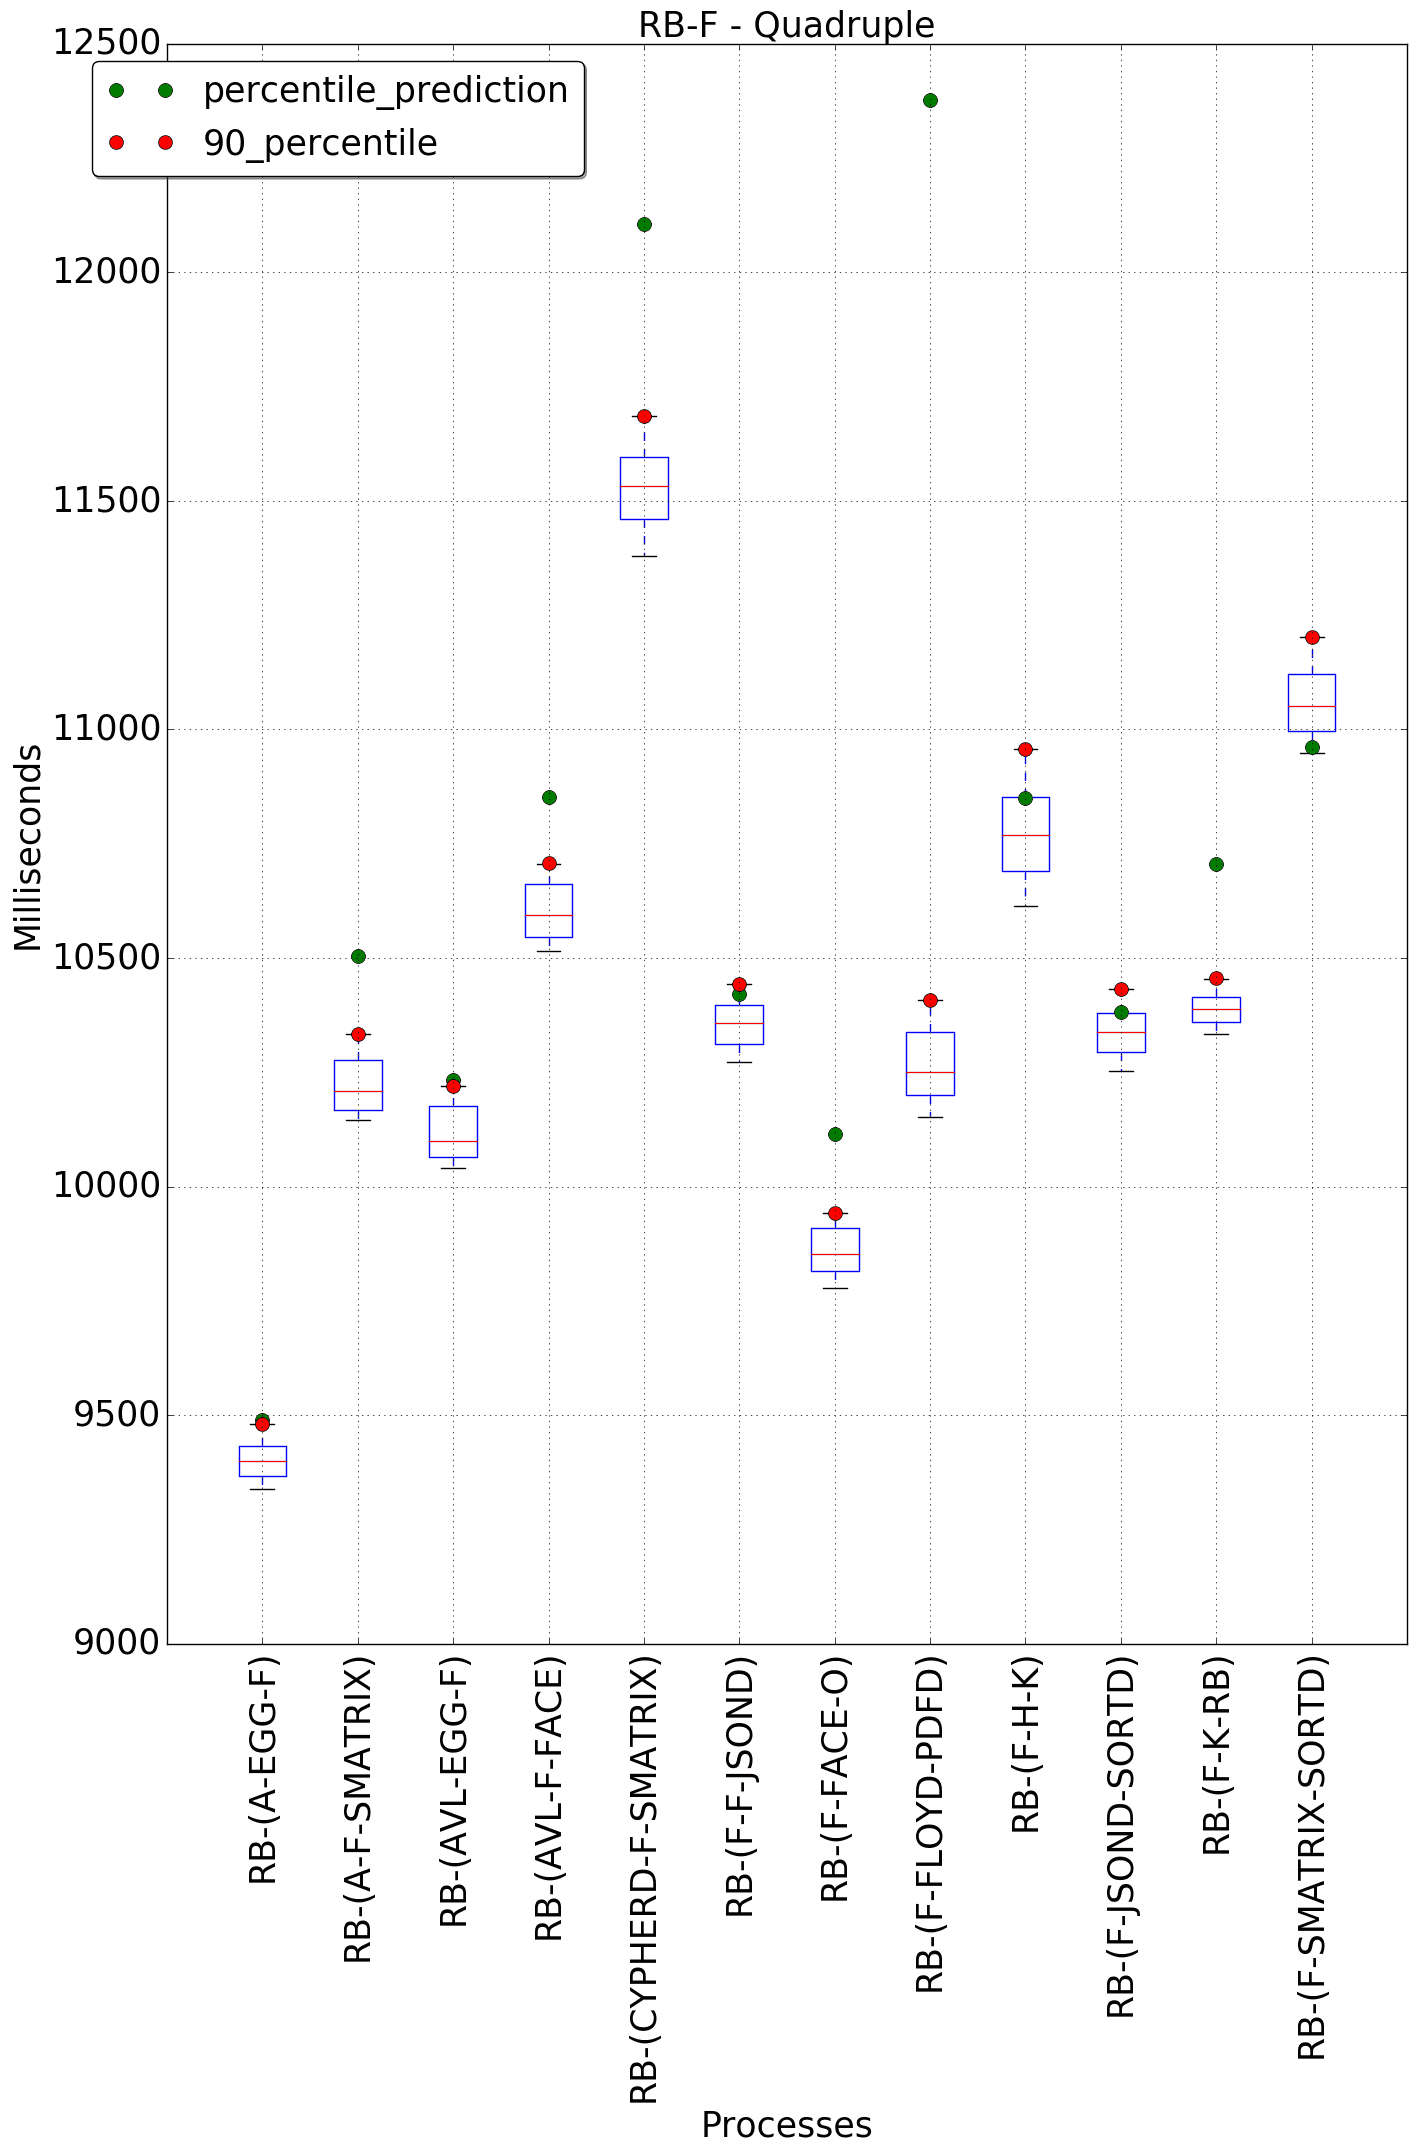 RB-F - Quadruple
percentile_prediction
90_percentile
12500
12000
11500
11000
10500
10000
9500
9000
Milliseconds
RB-(A-EGG-F)
RB-(A-F-SMATRIX)
RB-(AVL-EGG-F)
RB-(AVL-F-FACE)
RB-(CYPHERD-F-SMATRIX)
RB-(F-F-JSOND)
RB-(F-FACE-O)
RB-(F-FLOYD-PDFD)
RB-(F-H-K)
RB-(F-JSOND-SORTD)
RB-(F-K-RB)
RB-(F-SMATRIX-SORTD)
Processes